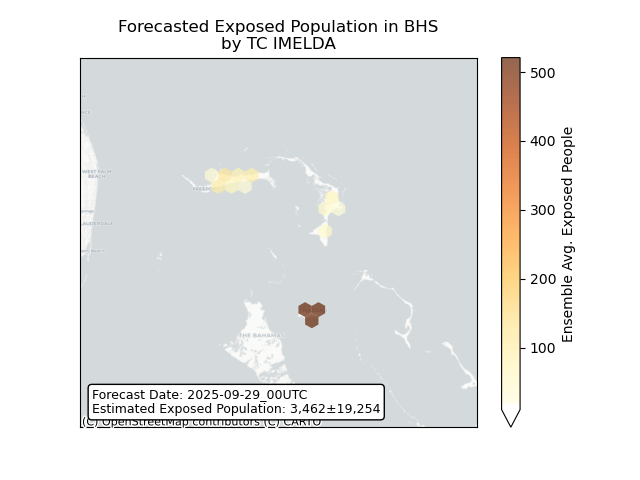 Forecasted Exposed Population in BHS
by TC IMELDA
500
400
300
200
100
Ensemble Avg. Exposed People
WEST PALM
BEACH
THE BAHAMAS
Forecast Date: 2025-09-29_00UTC
Estimated Exposed Population: 3,462±19,254
(C) OpenStreetMap contributors (C) CARTO